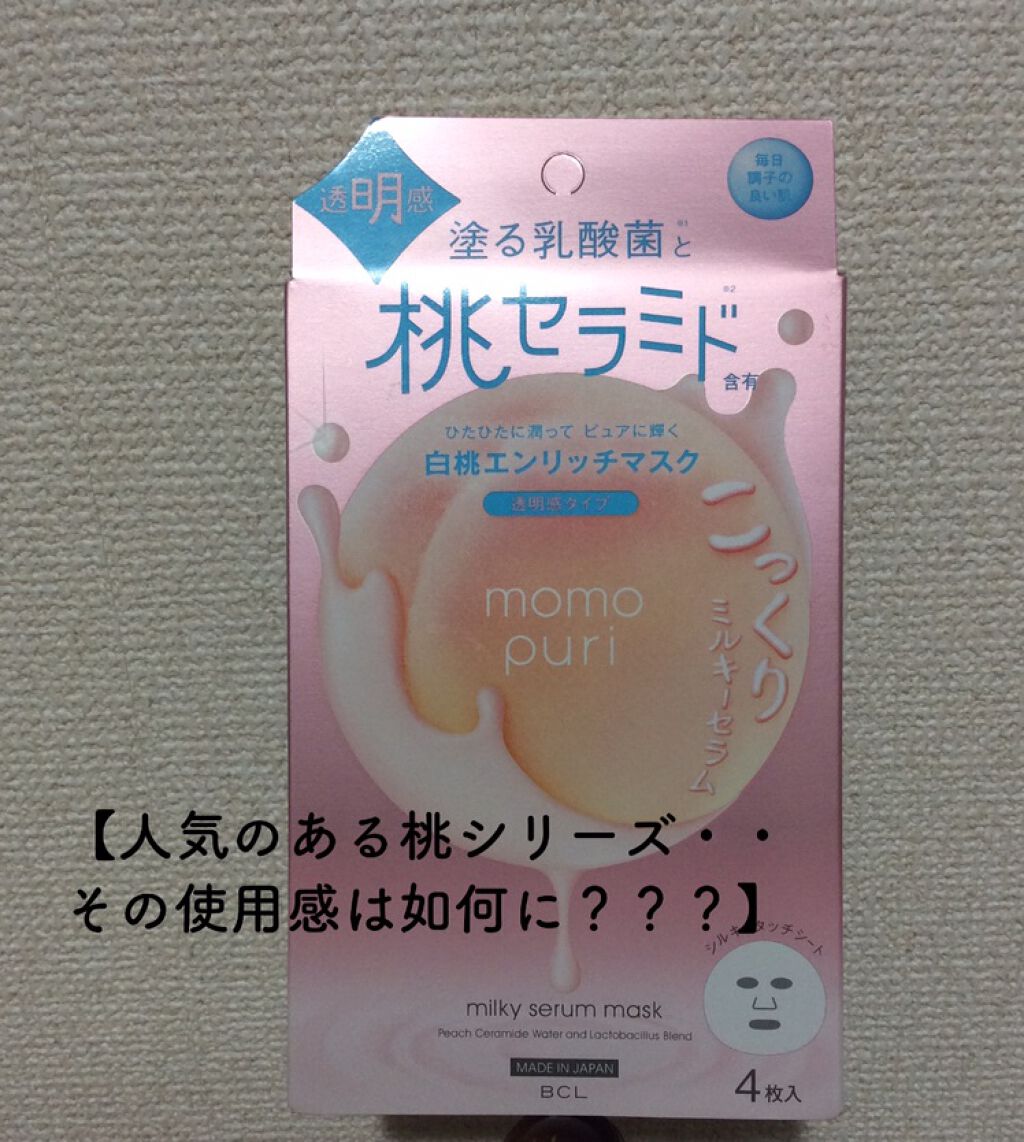 透明感
毎日
調子の
良い肌
塗る乳酸菌※1と
桃セラミド※2
含有
ひたひたに潤って ピュアに輝く
白桃エンリッチマスク
透明感タイプ
こっくり
ミルキーセラム
momo
puri
【人気のある桃シリーズ・・
その使用感は如何に？？？】
シルキータッチシート
milky serum mask
Peach Ceramide Water and Lactobacillus Blend
MADE IN JAPAN
BCL
4枚入